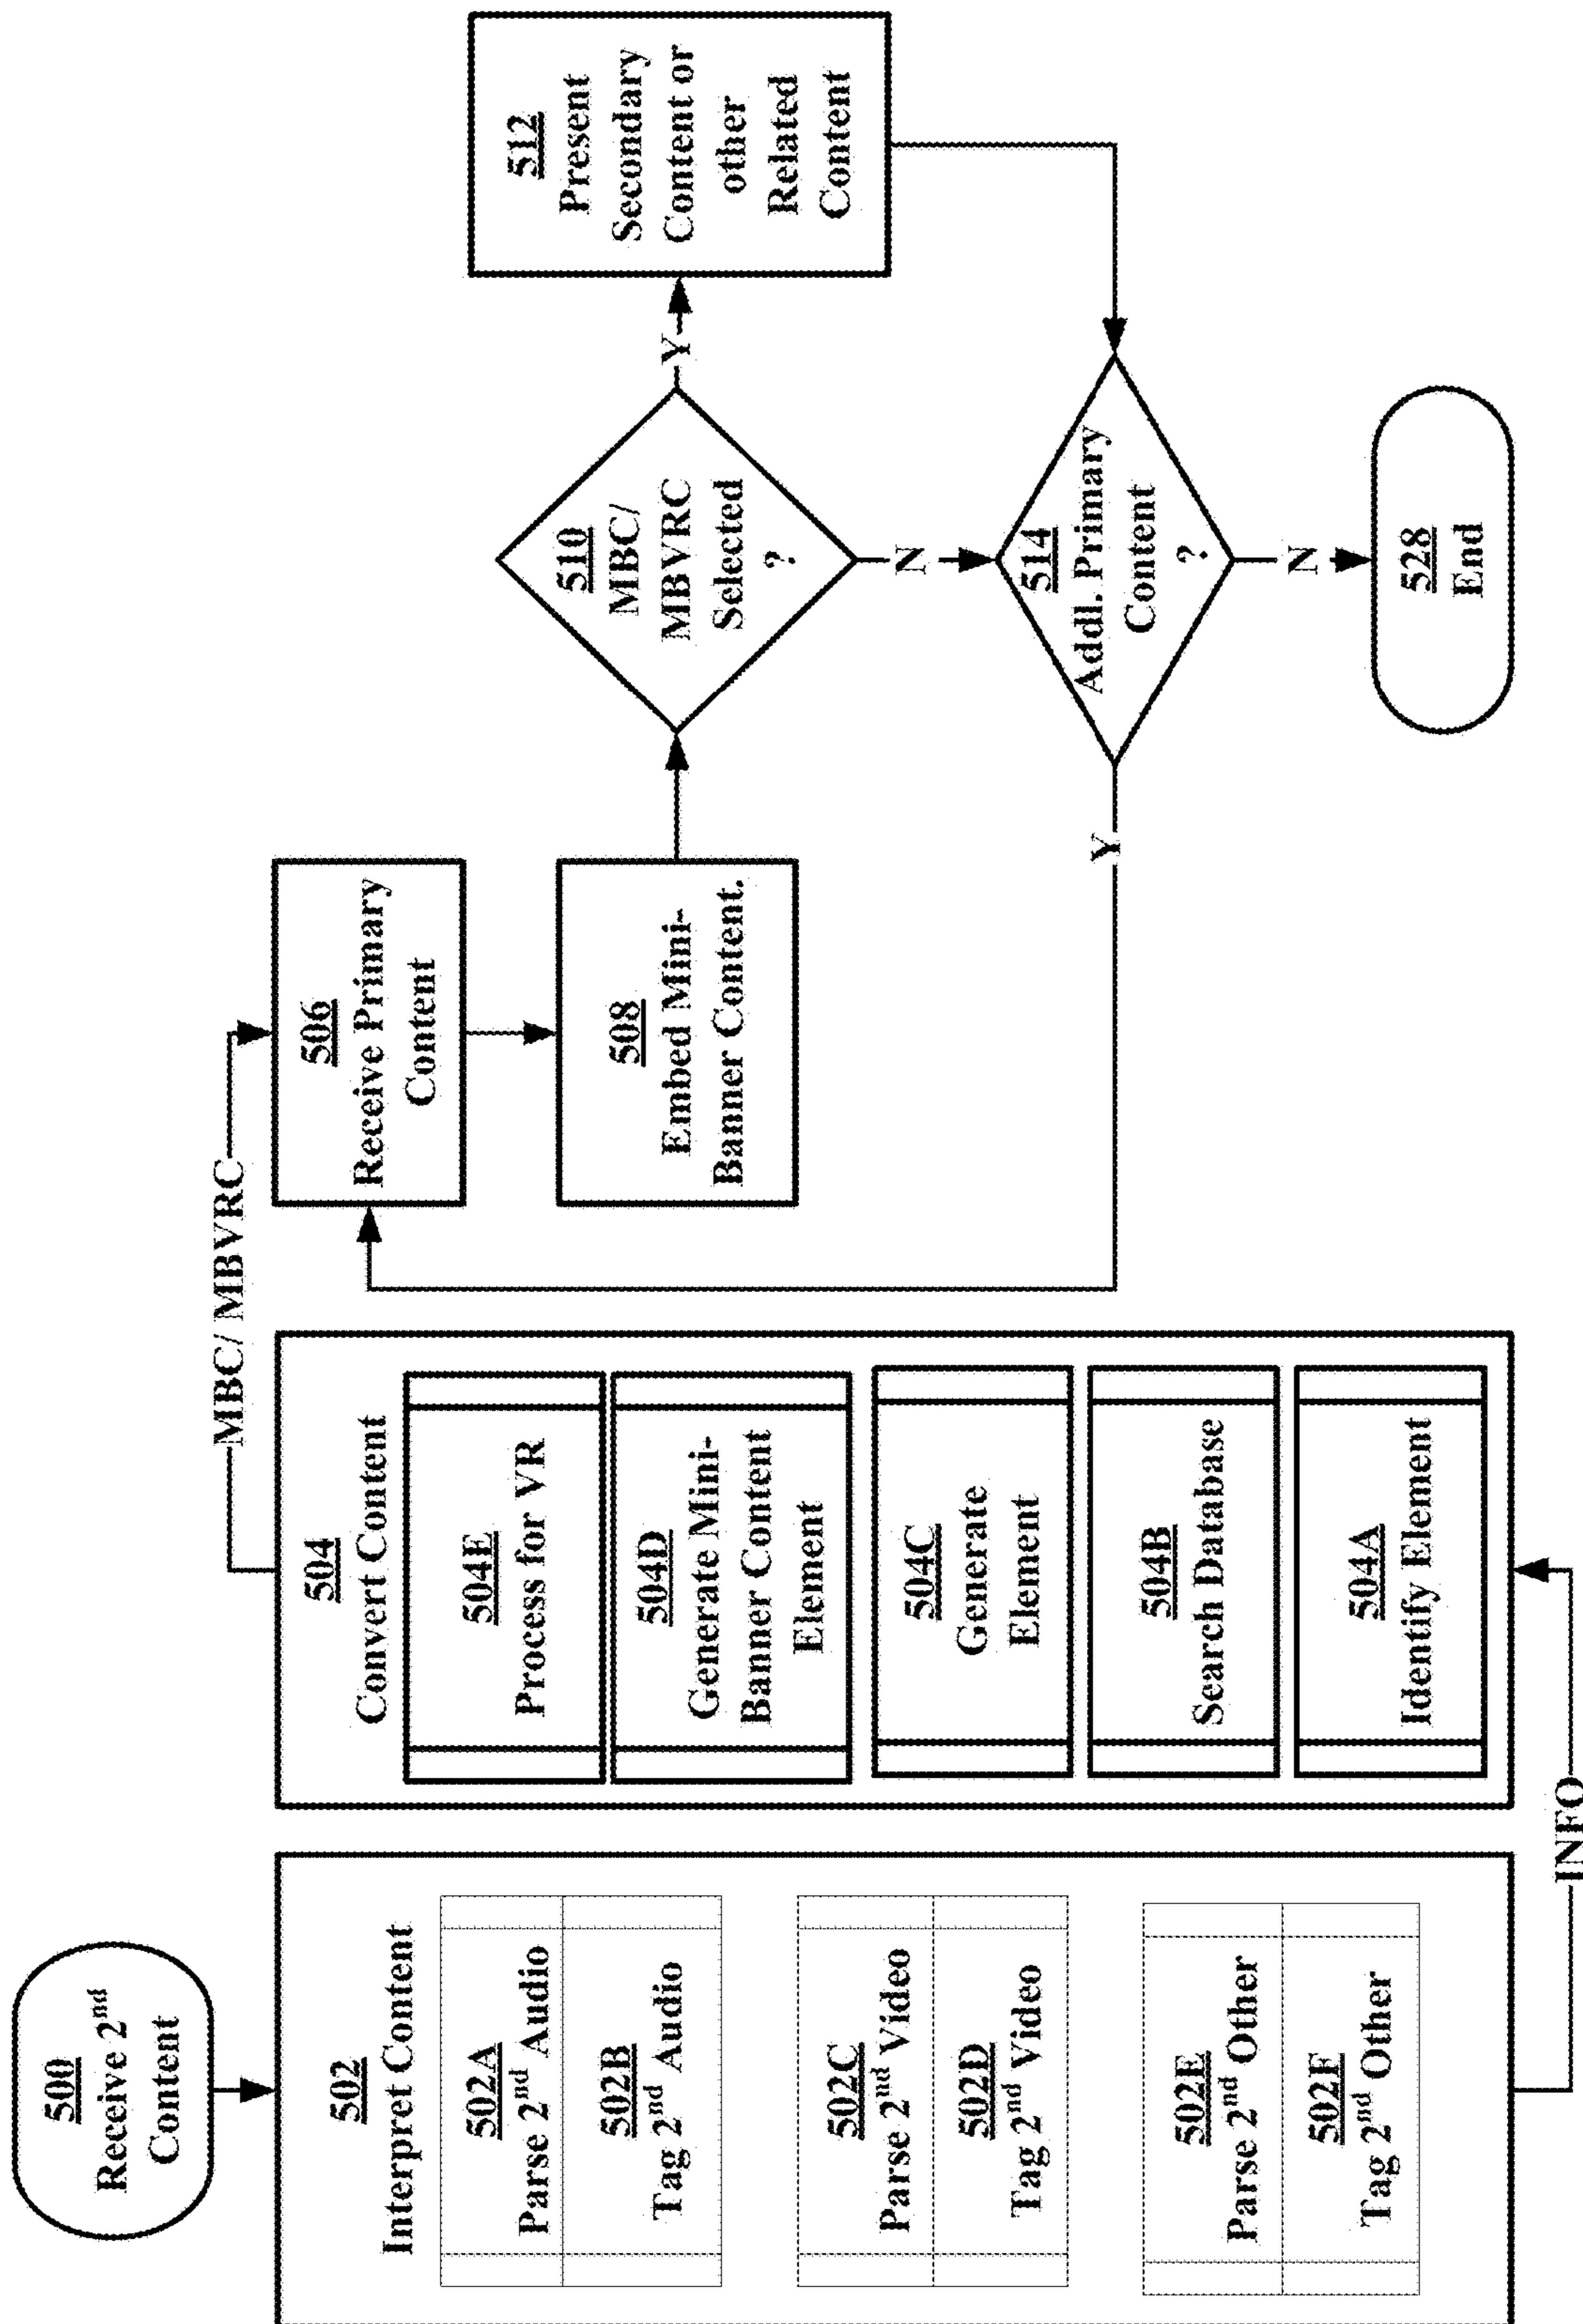 500
Receive 2nd
Content
502
Interpret Content
502A
Parse 2nd Audio
502B
Tag 2nd Audio
502C
Parse 2nd Video
502D
Tag 2nd Video
502E
Parse 2nd Other
502F
Tag 2nd Other
INFO
504
Convert Content
504E
Process for VR
504D
Generate Mini-
Banner Content
Element
504C
Generate
Element
504B
Search Database
504A
Identify Element
MBC/ MBVRC
506
Receive Primary
Content
508
Embed Mini-
Banner Content.
510
MBC/
MBVRC
Selected
?
Y
N
512
Present
Secondary
Content or
other
Related
Content
514
Addl. Primary
Content
?
Y
N
528
End